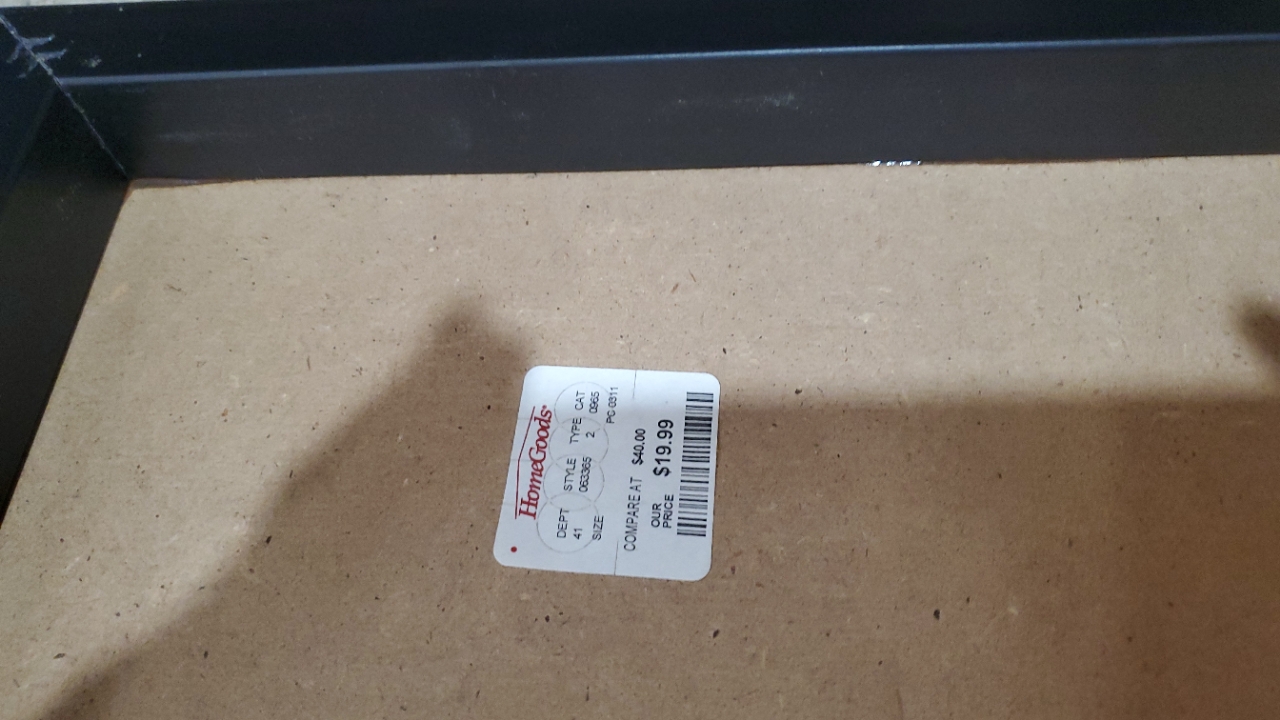 HomeGoods®
DEPT STYLE TYPE CAT
41 063365 2 0965
SIZE PC 0311
COMPARE AT $40.00
OUR
PRICE $19.99